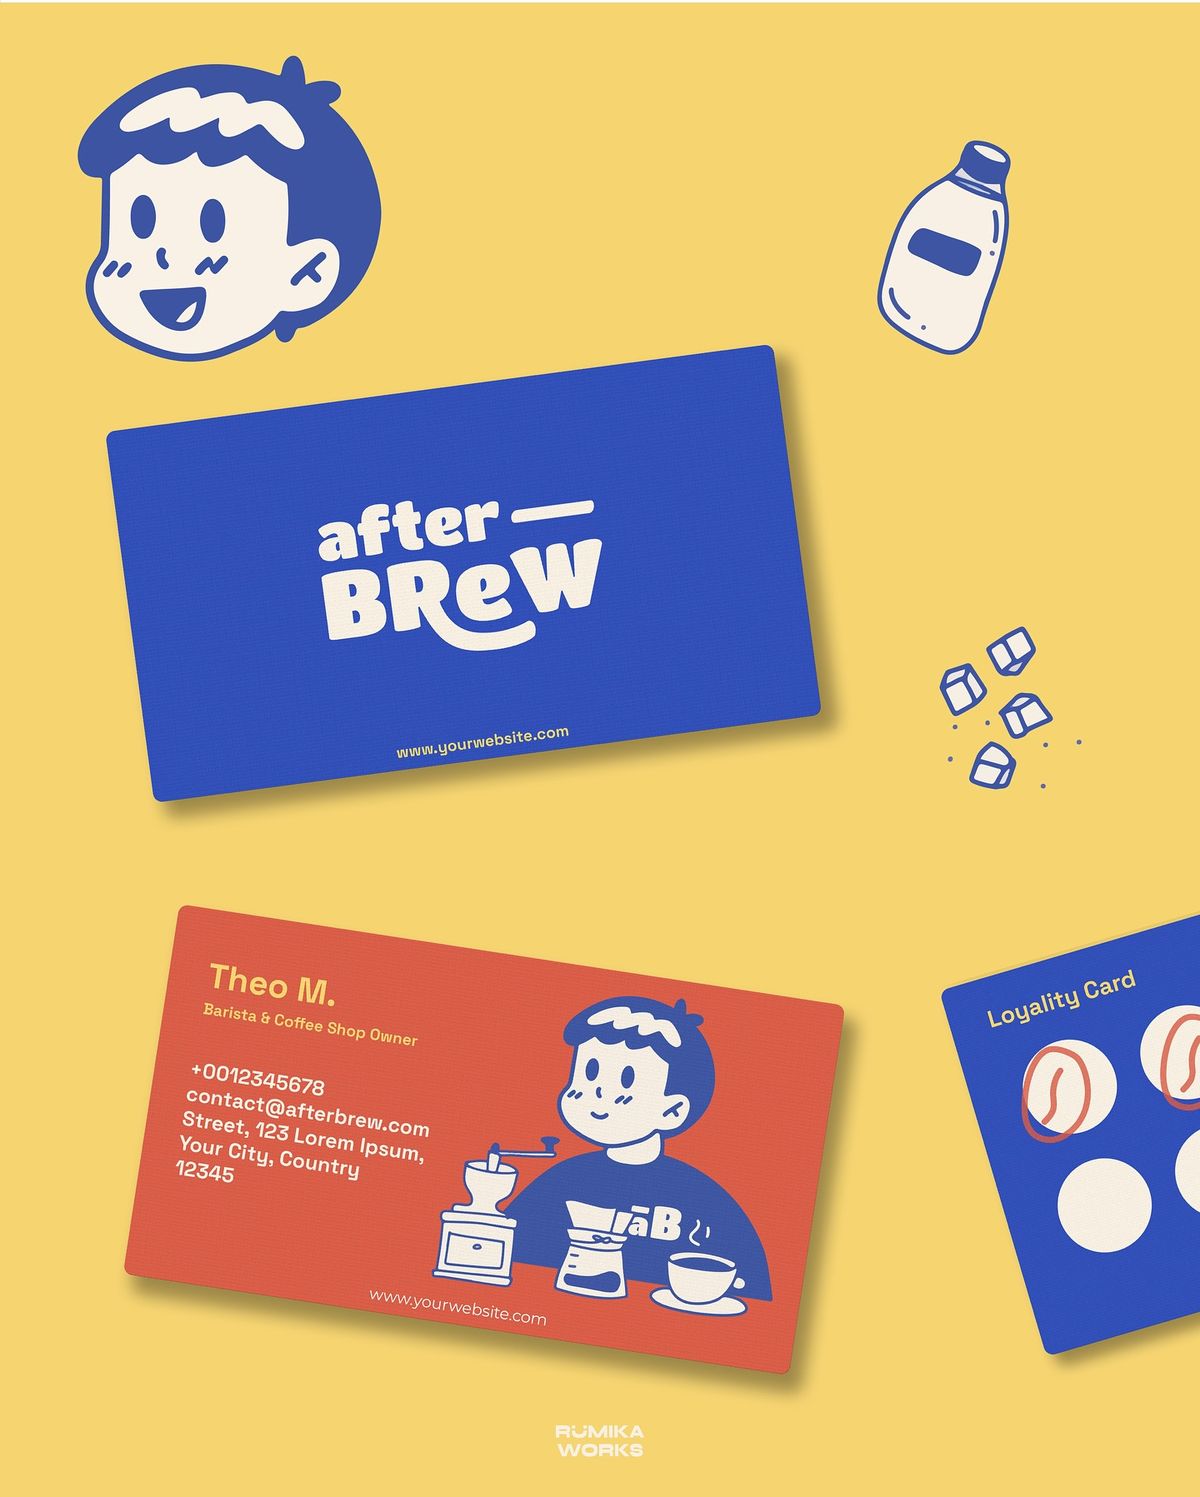 after —
BReW
www.yourwebsite.com
Theo M.
Barista & Coffee Shop Owner
+0012345678
contact@afterbrew.com
Street, 123 Lorem Ipsum,
Your City, Country
12345
āB
www.yourwebsite.com
Loyality Card
RUMIKA
WORKS